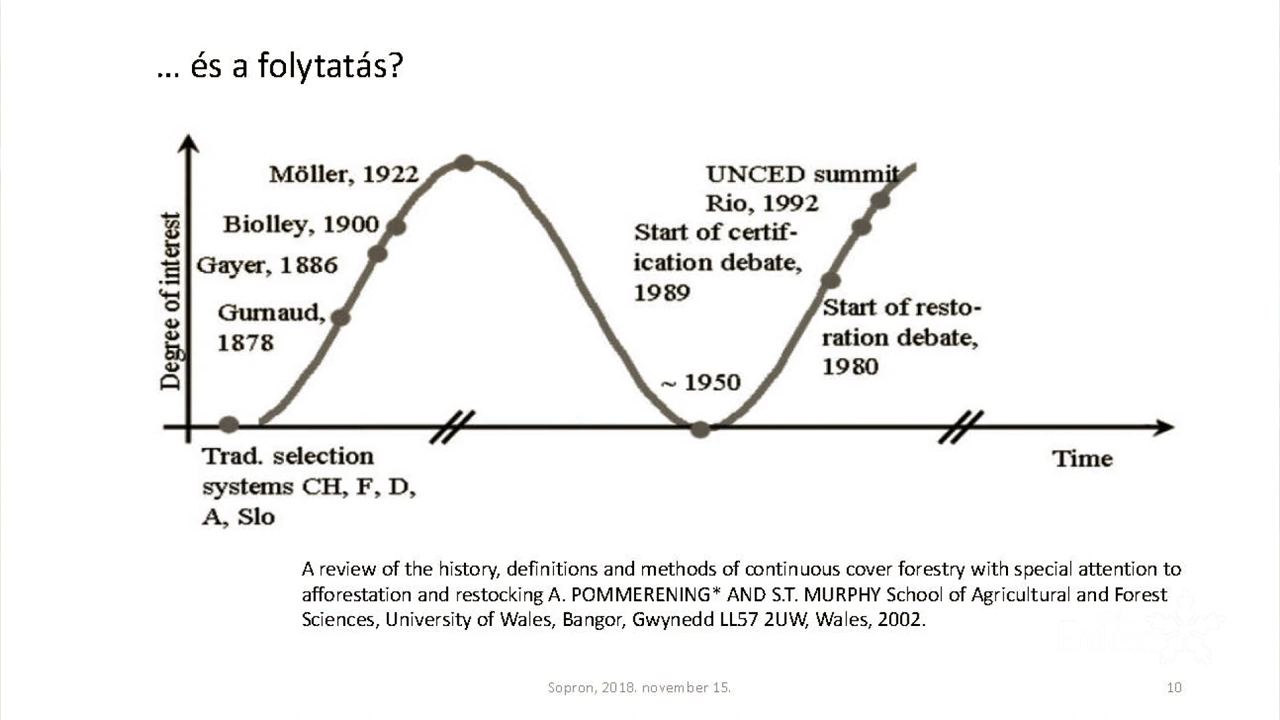 ... és a folytatás?
Degree of interest
Möller, 1922
Biolley, 1900
Gayer, 1886
Gurnaud,
1878
Trad. selection
systems CH, F, D,
A, Slo
~ 1950
UNCED summit
Rio, 1992
Start of certif-
ication debate,
1989
Start of resto-
ration debate,
1980
Time
A review of the history, definitions and methods of continuous cover forestry with special attention to
afforestation and restocking A. POMMERENING* AND S.T. MURPHY School of Agricultural and Forest
Sciences, University of Wales, Bangor, Gwynedd LL57 2UW, Wales, 2002.
Sopron, 2018. november 15.
10